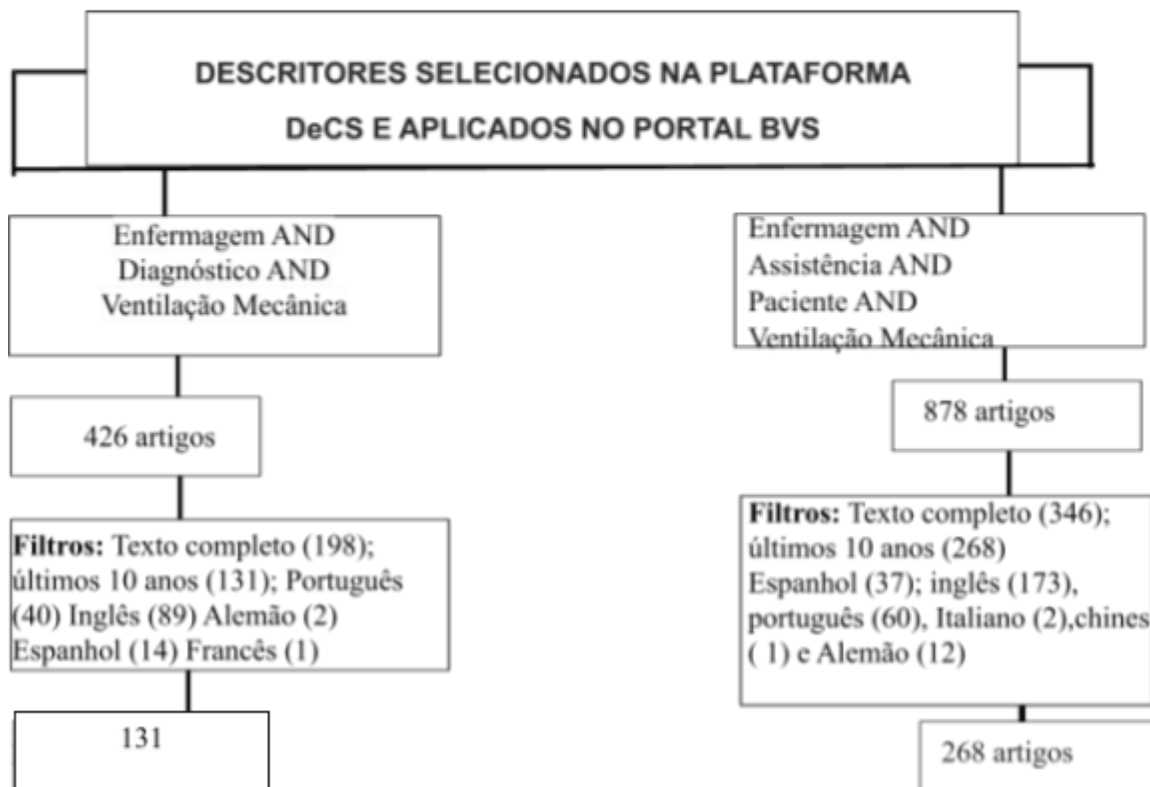 DESCRITORES SELECIONADOS NA PLATAFORMA
DeCS E APLICADOS NO PORTAL BVS
Enfermagem AND
Diagnóstico AND
Ventilação Mecânica
426 artigos
Filtros: Texto completo (198);
últimos 10 anos (131); Português
(40) Inglês (89) Alemão (2)
Espanhol (14) Francês (1)
131
Enfermagem AND
Assistência AND
Paciente AND
Ventilação Mecânica
878 artigos
Filtros: Texto completo (346);
últimos 10 anos (268)
Espanhol (37); inglês (173),
português (60), Italiano (2),chines
( 1) e Alemão (12)
268 artigos